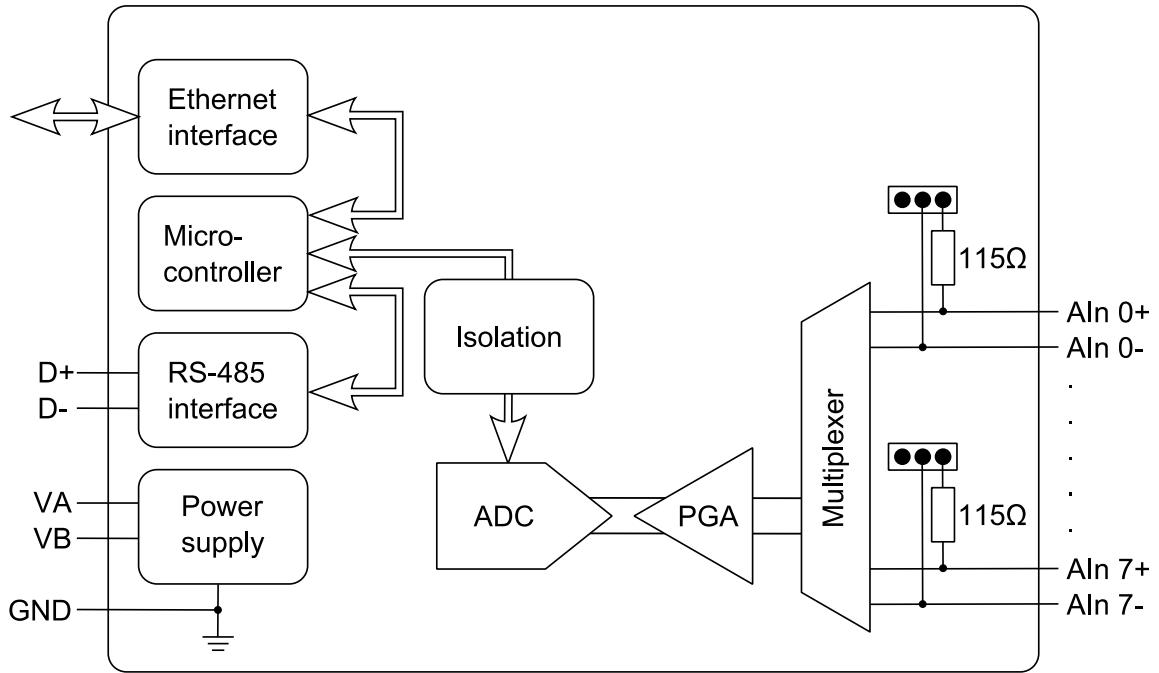 Ethernet
interface
Micro-
controller
Isolation
115Ω
AIn 0+
AIn 0-
D+
D-
RS-485
interface
VA
VB
GND
Power
supply
ADC
PGA
Multiplexer
115Ω
AIn 7+
AIn 7-